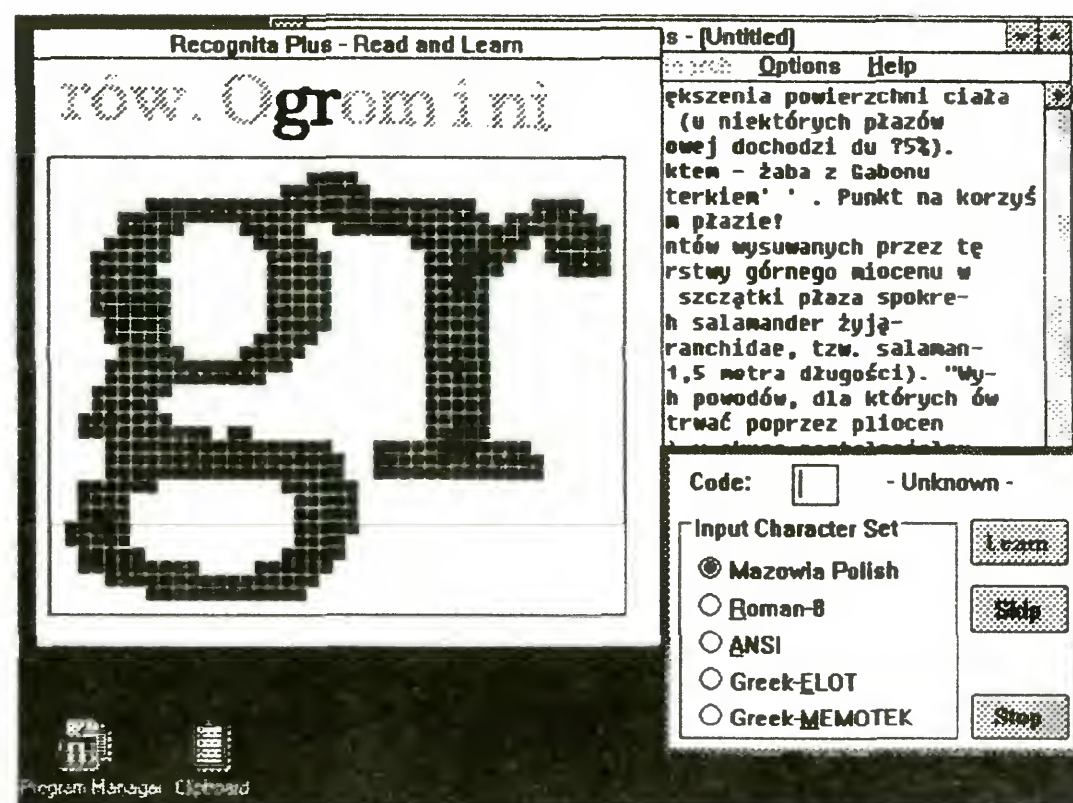 Recognita Plus - Read and Learn
rów. Ogromini
gr
s - [Untitled]
Options Help
ększenia powierzchni ciała
(u niektórych płazów
owej dochodzi du ?5%).
ktem - żaba z Gabonu
terkiem' ' . Punkt na korzyś
m płazie!
ntów wysuwanych przez tę
rstwy górnego miocenu w
szczątki płaza spokre-
h salamander żyją-
ranchidae, tzw. salaman-
1,5 metra długości). "Wy-
h powodów, dla których ów
trwać poprzez pliocen
Code: - Unknown -
Input Character Set
Mazowia Polish
Roman-8
ANSI
Greek-ELOT
Greek-MEMOTEK
Learn
Skip
Stop
Program Manager Clipboard